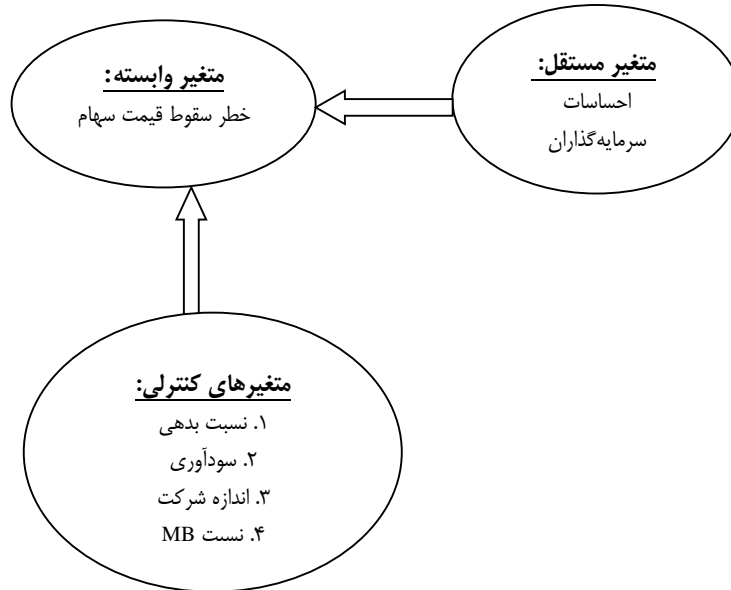 متغیر مستقل:
احساسات
سرمایه‌گذاران
متغیر وابسته:
خطر سقوط قیمت سهام
متغیرهای کنترلی:
۱. نسبت بدهی
۲. سودآوری
۳. اندازه شرکت
۴. نست MB